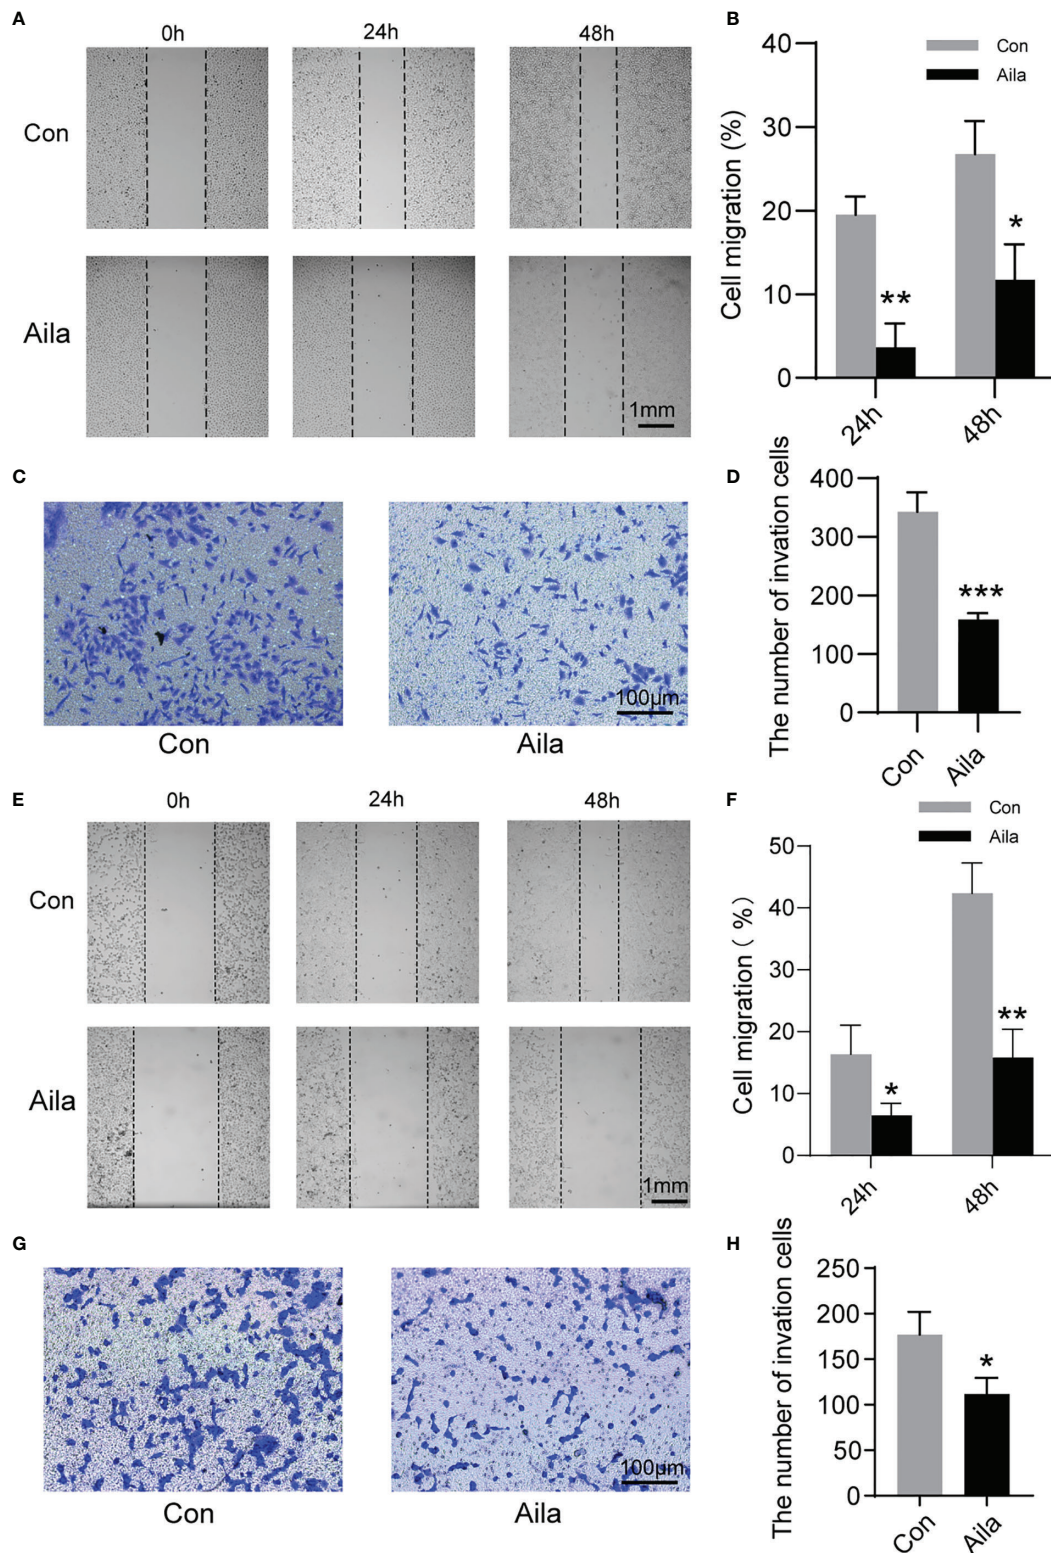 A
0h
24h
48h
Con
Aila
1mm
B
Con
Aila
Cell migration (%)
40
30
20
10
0
**
*
24h
48h
C
Con
Aila
100μm
D
The number of invation cells
400
300
200
100
0
***
Con
Aila
E
0h
24h
48h
Con
Aila
1mm
F
Con
Aila
Cell migration ( %)
50
40
30
20
10
0
*
**
24h
48h
G
Con
Aila
100μm
H
The number of invation cells
250
200
150
100
50
0
*
Con
Aila